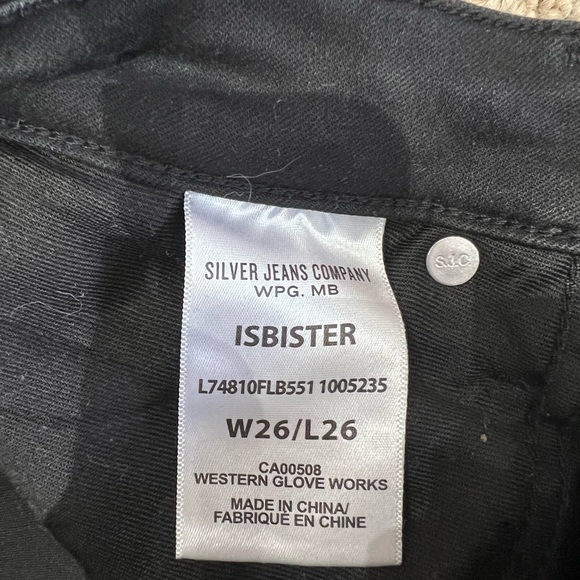 SILVER JEANS COMPANY
WPG. MB
ISBISTER
L74810FLB551 1005235
W26/L26
CA00508
WESTERN GLOVE WORKS
MADE IN CHINA/
FABRIQUÉ EN CHINE
S.J.C